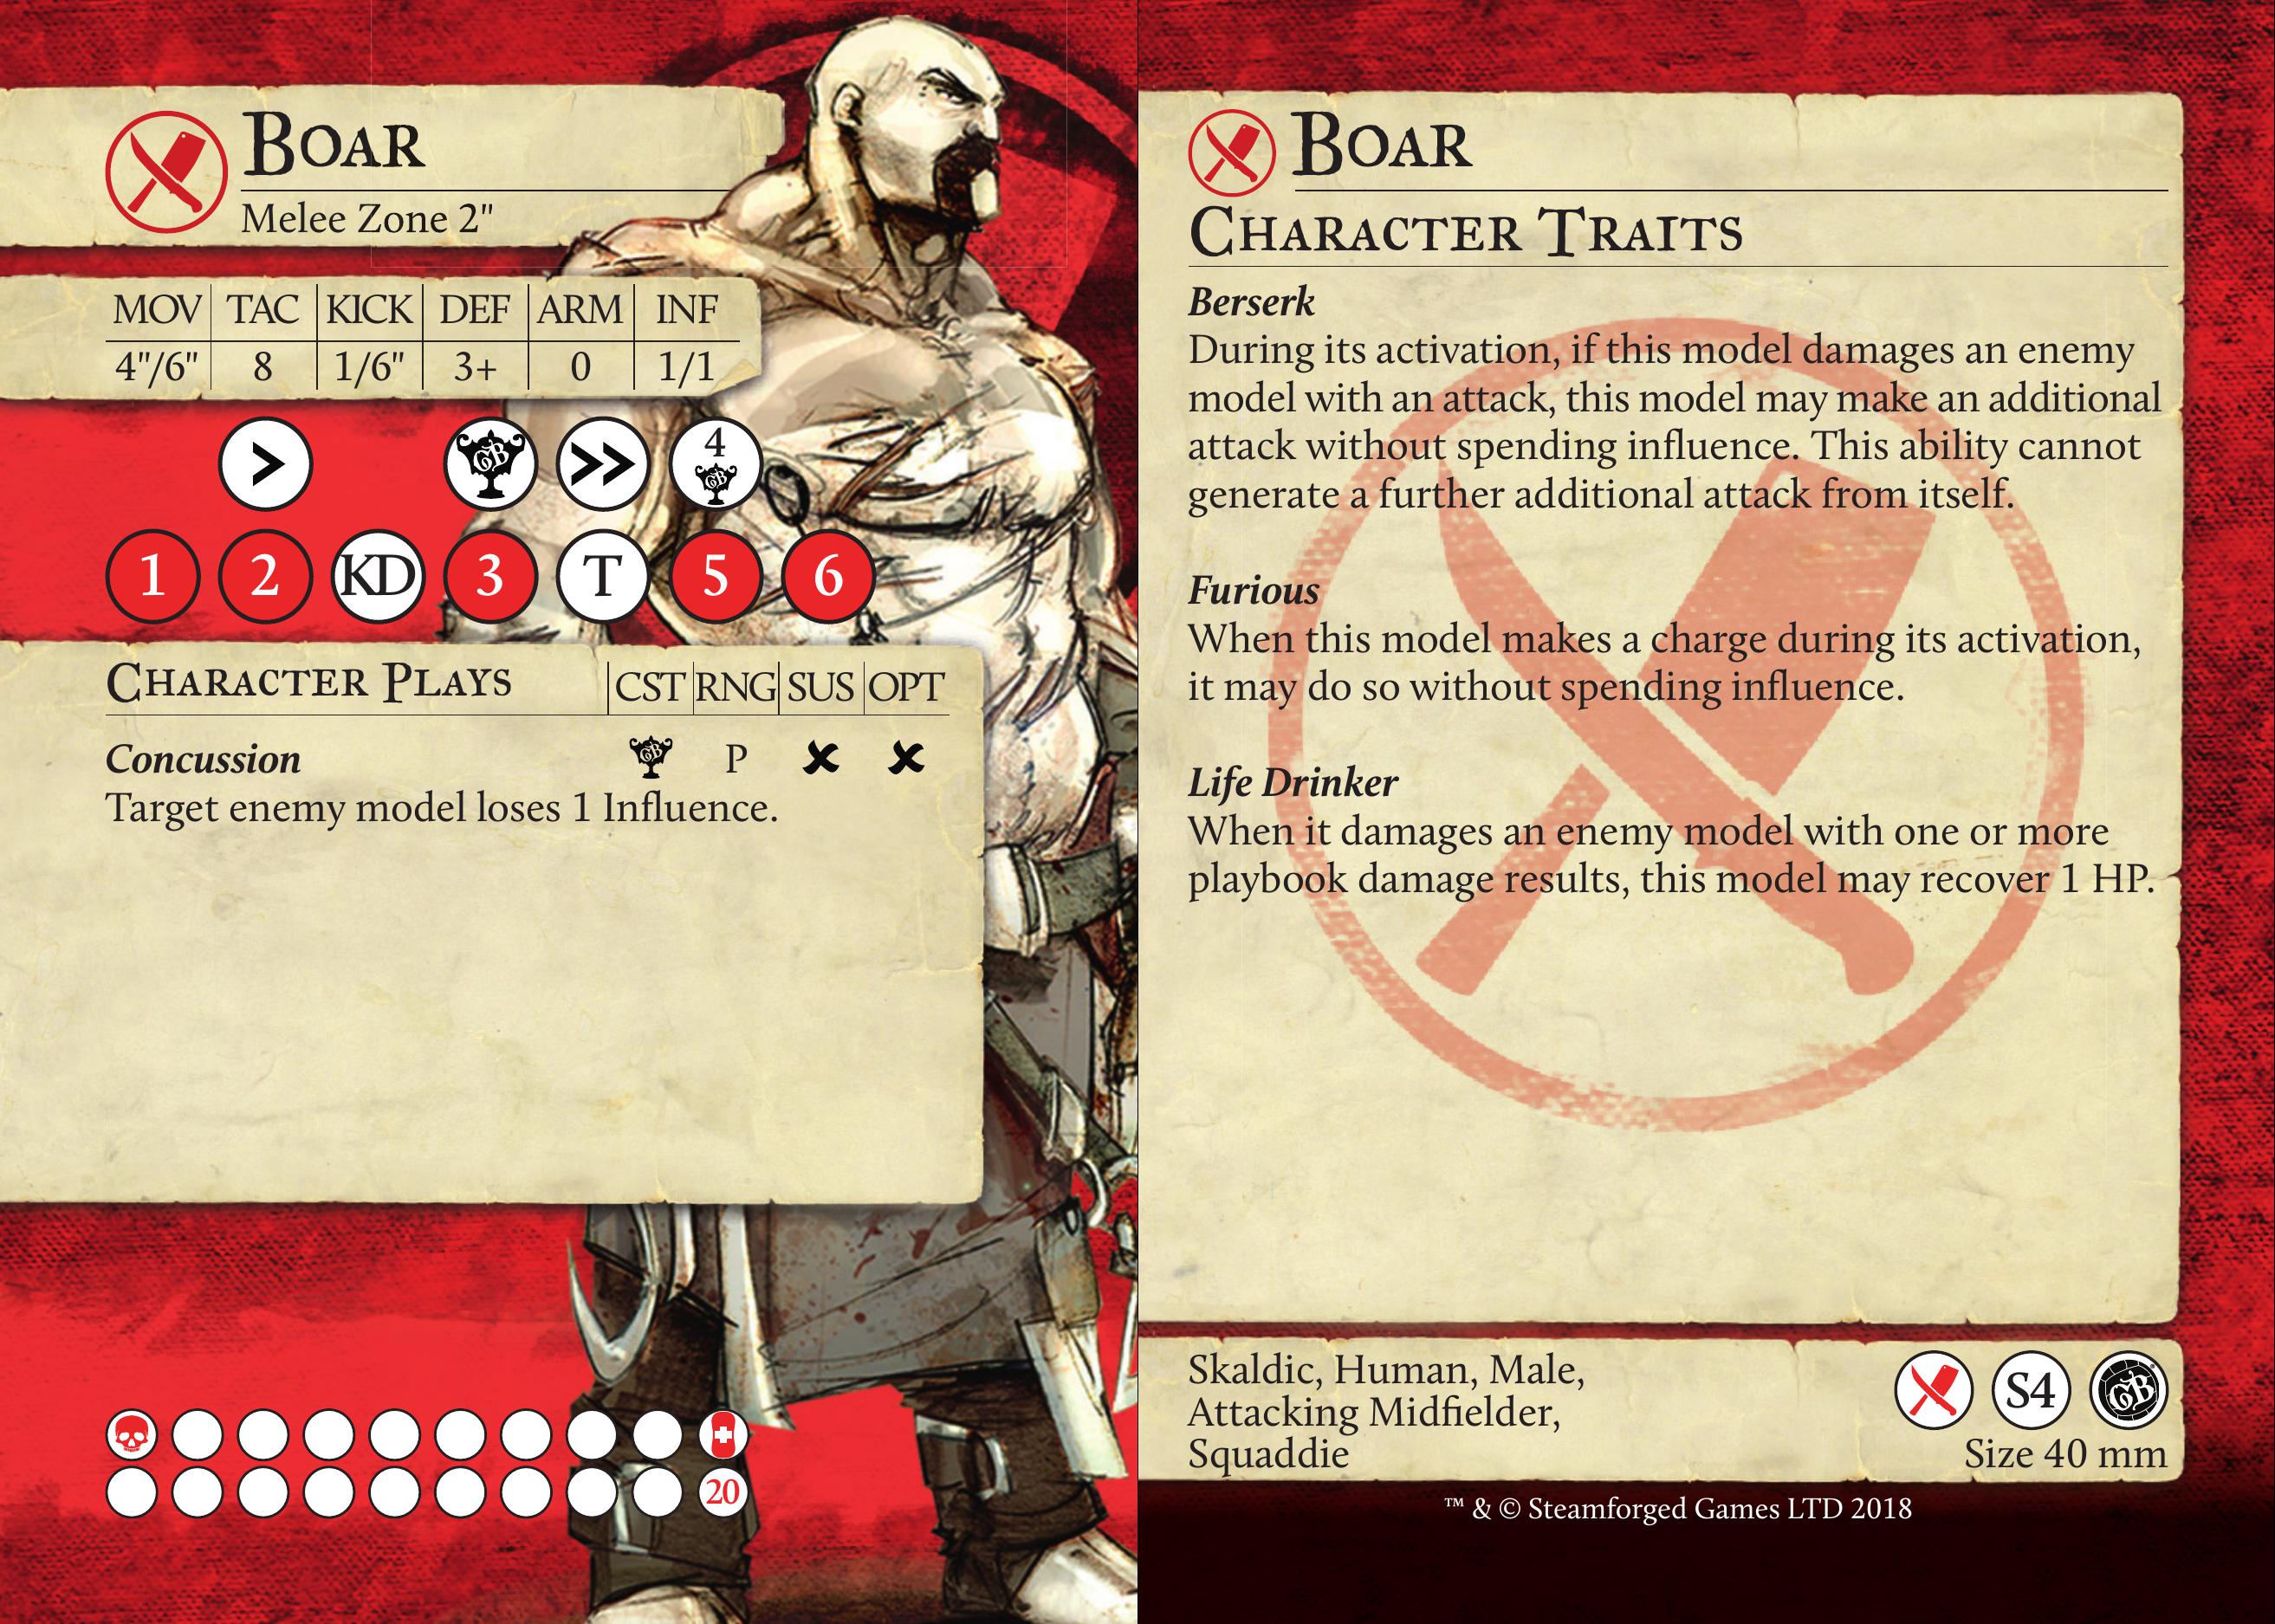 BOAR
Melee Zone 2"
MOV TAC KICK DEF ARM INF
4"/6" 8 1/6" 3+ 0 1/1
> GB >> 4 GB
1 2 KD 3 T 5 6
CHARACTER PLAYS CST RNG SUS OPT
Concussion GB P ✘ ✘
Target enemy model loses 1 Influence.
20
BOAR
CHARACTER TRAITS
Berserk
During its activation, if this model damages an enemy
model with an attack, this model may make an additional
attack without spending influence. This ability cannot
generate a further additional attack from itself.
Furious
When this model makes a charge during its activation,
it may do so without spending influence.
Life Drinker
When it damages an enemy model with one or more
playbook damage results, this model may recover 1 HP.
Skaldic, Human, Male,
Attacking Midfielder,
Squaddie
S4 GB
Size 40 mm
™ & © Steamforged Games LTD 2018